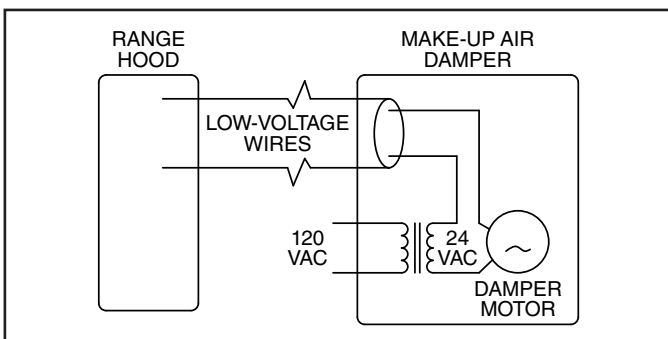 RANGE
HOOD
MAKE-UP AIR
DAMPER
LOW-VOLTAGE
WIRES
120
VAC
24
VAC
DAMPER
MOTOR